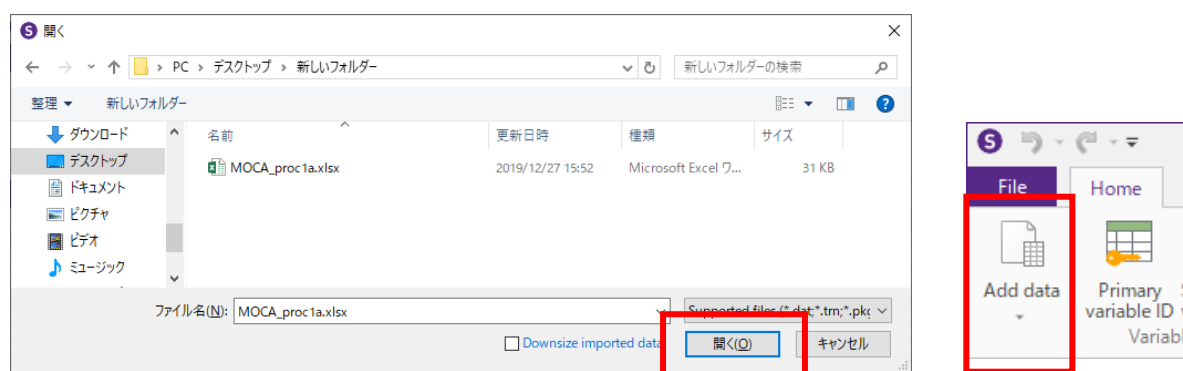 S 開く
PC › デスクトップ › 新しいフォルダー
新しいフォルダーの検索
整理 新しいフォルダー
ダウンロード
デスクトップ
ドキュメント
ピクチャ
ビデオ
ミュージック
名前 更新日時 種類 サイズ
MOCA_proc1a.xlsx 2019/12/27 15:52 Microsoft Excel ワ... 31 KB
ファイル名(N): MOCA_proc1a.xlsx
Supported files (*.dat;*.trn;*.pkg
Downsize imported data
開く(O) キャンセル
S
File Home
Add data
Primary
variable ID
Variabl